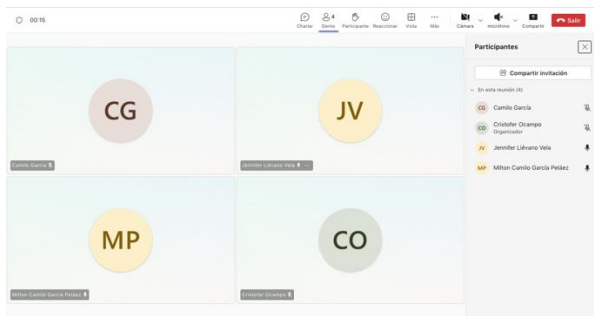 00:15
Charlar
Gente 4
Participante
Reaccionar
Vista
Más
Cámara
micrófono
Compartir
Salir
Participantes
Compartir invitación
En esta reunión (4)
CG Camilo García
CO Cristofer Ocampo
Organizador
JV Jennifer Liévano Vela
MP Milton Camilo García Peláez
CG
Camilo García
JV
Jennifer Liévano Vela
MP
Milton Camilo García Peláez
CO
Cristofer Ocampo